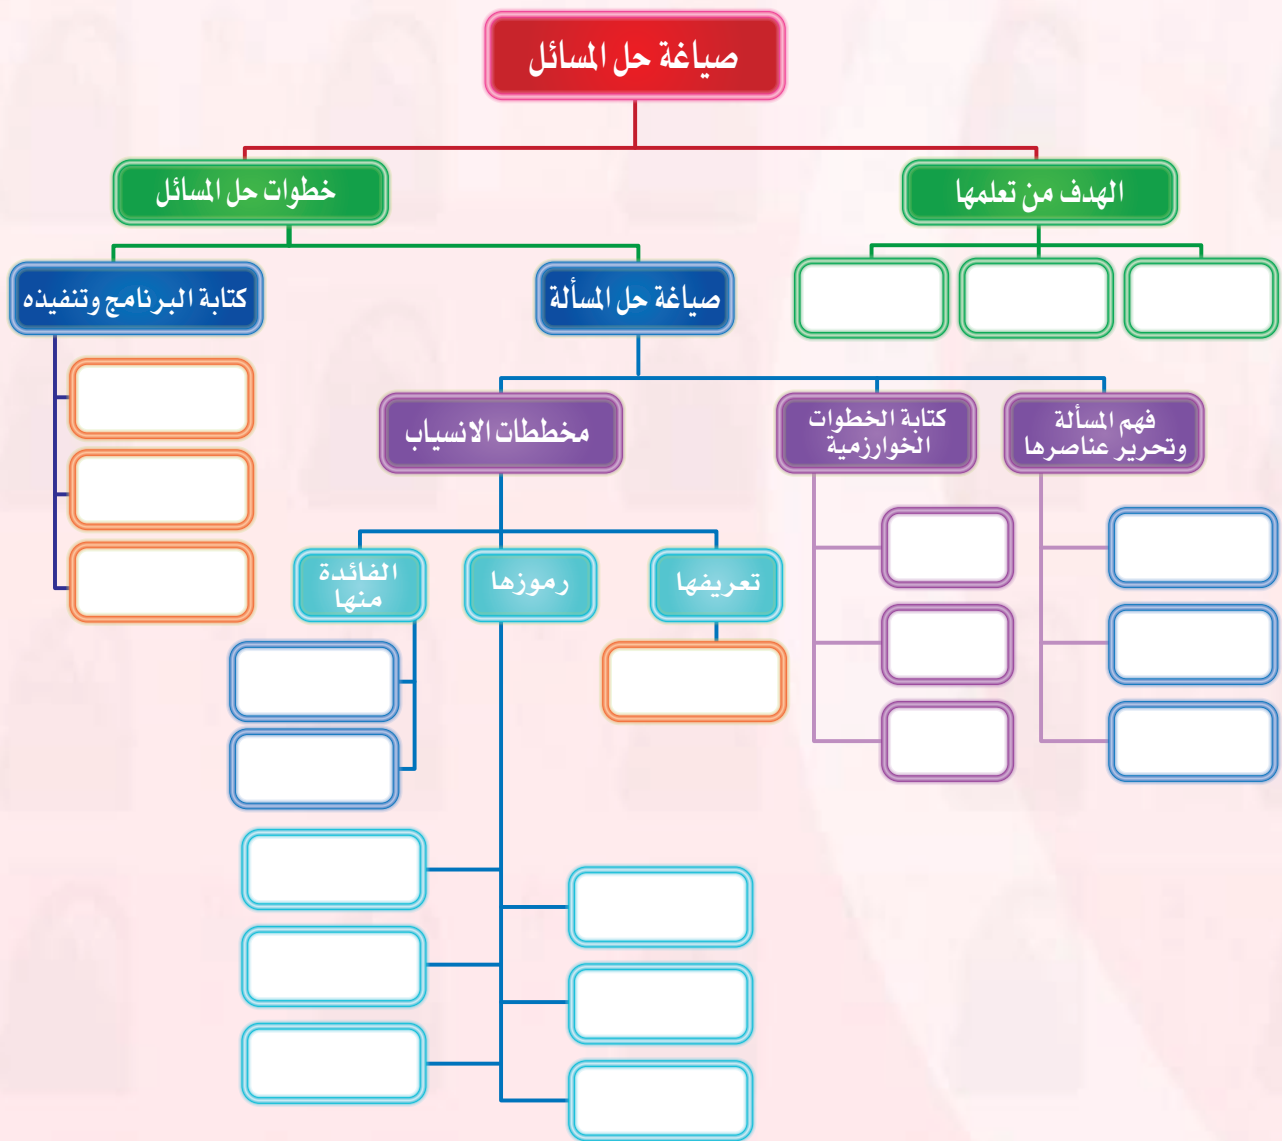 صياغة حل المسائل
الهدف من تعلمها
خطوات حل المسائل
صياغة حل المسألة
كتابة البرنامج وتنفيذه
فهم المسألة
وتحرير عناصرها
كتابة الخطوات
الخوارزمية
مخططات الانسياب
تعريفها
رموزها
الفائدة
منها